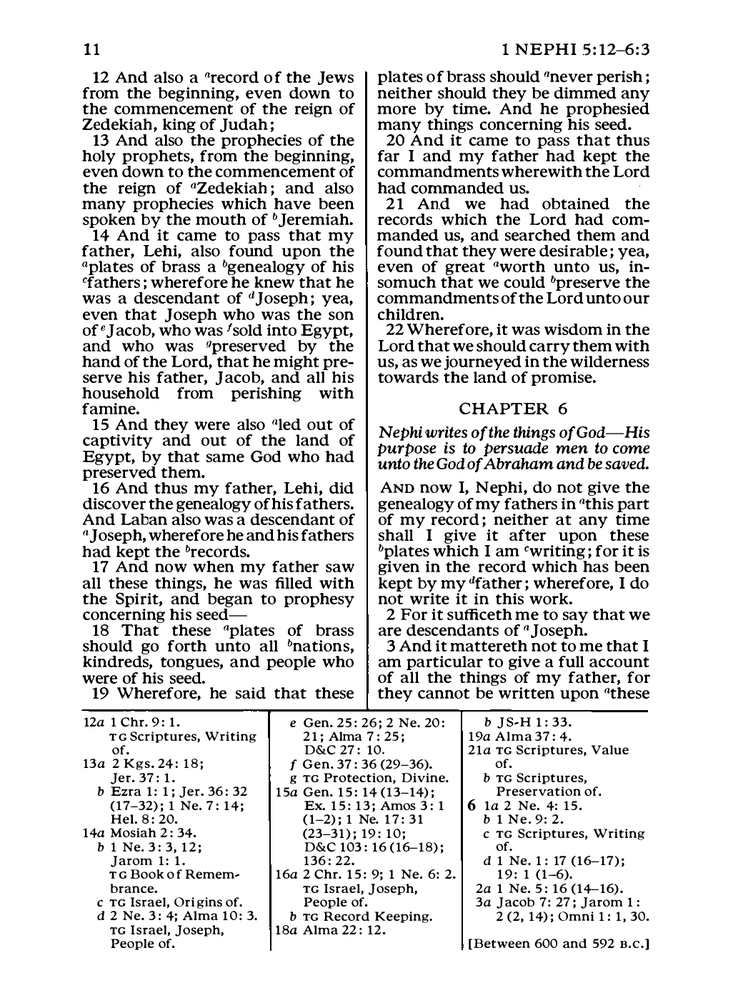 11
1 NEPHI 5:12–6:3
12 And also a ᵃrecord of the Jews
from the beginning, even down to
the commencement of the reign of
Zedekiah, king of Judah;
13 And also the prophecies of the
holy prophets, from the beginning,
even down to the commencement of
the reign of ᵃZedekiah; and also
many prophecies which have been
spoken by the mouth of ᵇJeremiah.
14 And it came to pass that my
father, Lehi, also found upon the
ᵃplates of brass a ᵇgenealogy of his
ᶜfathers; wherefore he knew that he
was a descendant of ᵈJoseph; yea,
even that Joseph who was the son
of ᵉJacob, who was ᶠsold into Egypt,
and who was ᵍpreserved by the
hand of the Lord, that he might pre-
serve his father, Jacob, and all his
household from perishing with
famine.
15 And they were also ᵃled out of
captivity and out of the land of
Egypt, by that same God who had
preserved them.
16 And thus my father, Lehi, did
discover the genealogy of his fathers.
And Laban also was a descendant of
ᵃJoseph, wherefore he and his fathers
had kept the ᵇrecords.
17 And now when my father saw
all these things, he was filled with
the Spirit, and began to prophesy
concerning his seed—
18 That these ᵃplates of brass
should go forth unto all ᵇnations,
kindreds, tongues, and people who
were of his seed.
19 Wherefore, he said that these
plates of brass should ᵃnever perish;
neither should they be dimmed any
more by time. And he prophesied
many things concerning his seed.
20 And it came to pass that thus
far I and my father had kept the
commandments wherewith the Lord
had commanded us.
21 And we had obtained the
records which the Lord had com-
manded us, and searched them and
found that they were desirable; yea,
even of great ᵃworth unto us, in-
somuch that we could ᵇpreserve the
commandments of the Lord unto our
children.
22 Wherefore, it was wisdom in the
Lord that we should carry them with
us, as we journeyed in the wilderness
towards the land of promise.
CHAPTER 6
Nephi writes of the things of God—His
purpose is to persuade men to come
unto the God of Abraham and be saved.
AND now I, Nephi, do not give the
genealogy of my fathers in ᵃthis part
of my record; neither at any time
shall I give it after upon these
ᵇplates which I am ᶜwriting; for it is
given in the record which has been
kept by my ᵈfather; wherefore, I do
not write it in this work.
2 For it sufficeth me to say that we
are descendants of ᵃJoseph.
3 And it mattereth not to me that I
am particular to give a full account
of all the things of my father, for
they cannot be written upon ᵃthese
12a 1 Chr. 9: 1.
TG Scriptures, Writing
of.
13a 2 Kgs. 24: 18;
Jer. 37: 1.
b Ezra 1: 1; Jer. 36: 32
(17–32); 1 Ne. 7: 14;
Hel. 8: 20.
14a Mosiah 2: 34.
b 1 Ne. 3: 3, 12;
Jarom 1: 1.
TG Book of Remem-
brance.
c TG Israel, Origins of.
d 2 Ne. 3: 4; Alma 10: 3.
TG Israel, Joseph,
People of.
e Gen. 25: 26; 2 Ne. 20:
21; Alma 7: 25;
D&C 27: 10.
f Gen. 37: 36 (29–36).
g TG Protection, Divine.
15a Gen. 15: 14 (13–14);
Ex. 15: 13; Amos 3: 1
(1–2); 1 Ne. 17: 31
(23–31); 19: 10;
D&C 103: 16 (16–18);
136: 22.
16a 2 Chr. 15: 9; 1 Ne. 6: 2.
TG Israel, Joseph,
People of.
b TG Record Keeping.
18a Alma 22: 12.
b JS-H 1: 33.
19a Alma 37: 4.
21a TG Scriptures, Value
of.
b TG Scriptures,
Preservation of.
6 1a 2 Ne. 4: 15.
b 1 Ne. 9: 2.
c TG Scriptures, Writing
of.
d 1 Ne. 1: 17 (16–17);
19: 1 (1–6).
2a 1 Ne. 5: 16 (14–16).
3a Jacob 7: 27; Jarom 1:
2 (2, 14); Omni 1: 1, 30.
[Between 600 and 592 B.C.]